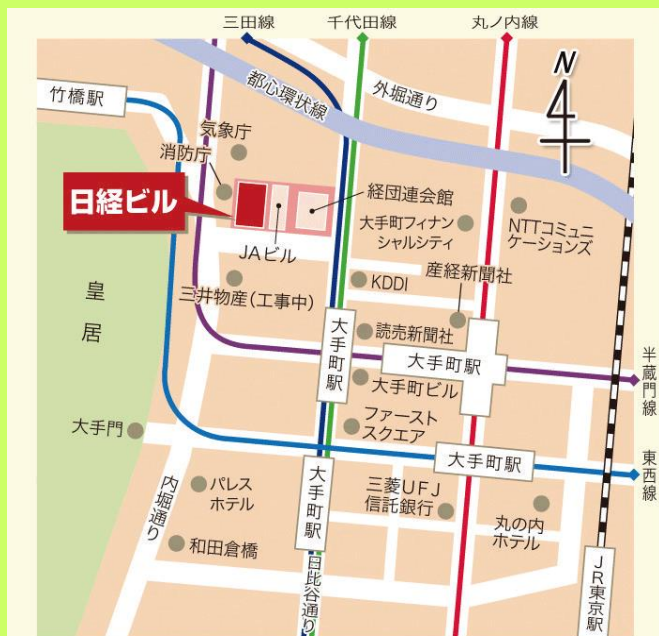 三田線
千代田線
丸ノ内線
竹橋駅
都心環状線
外堀通り
N
気象庁
消防庁
日経ビル
経団連会館
大手町フィナン
シャルシティ
NTTコミュニ
ケーションズ
JAビル
皇居
三井物産(工事中)
KDDI
産経新聞社
読売新聞社
大手町駅
大手町駅
半蔵門線
大手町ビル
ファースト
スクエア
大手門
大手町駅
東西線
大手町駅
内堀通り
パレス
ホテル
三菱UFJ
信託銀行
丸の内
ホテル
和田倉橋
日比谷通り
JR東京駅